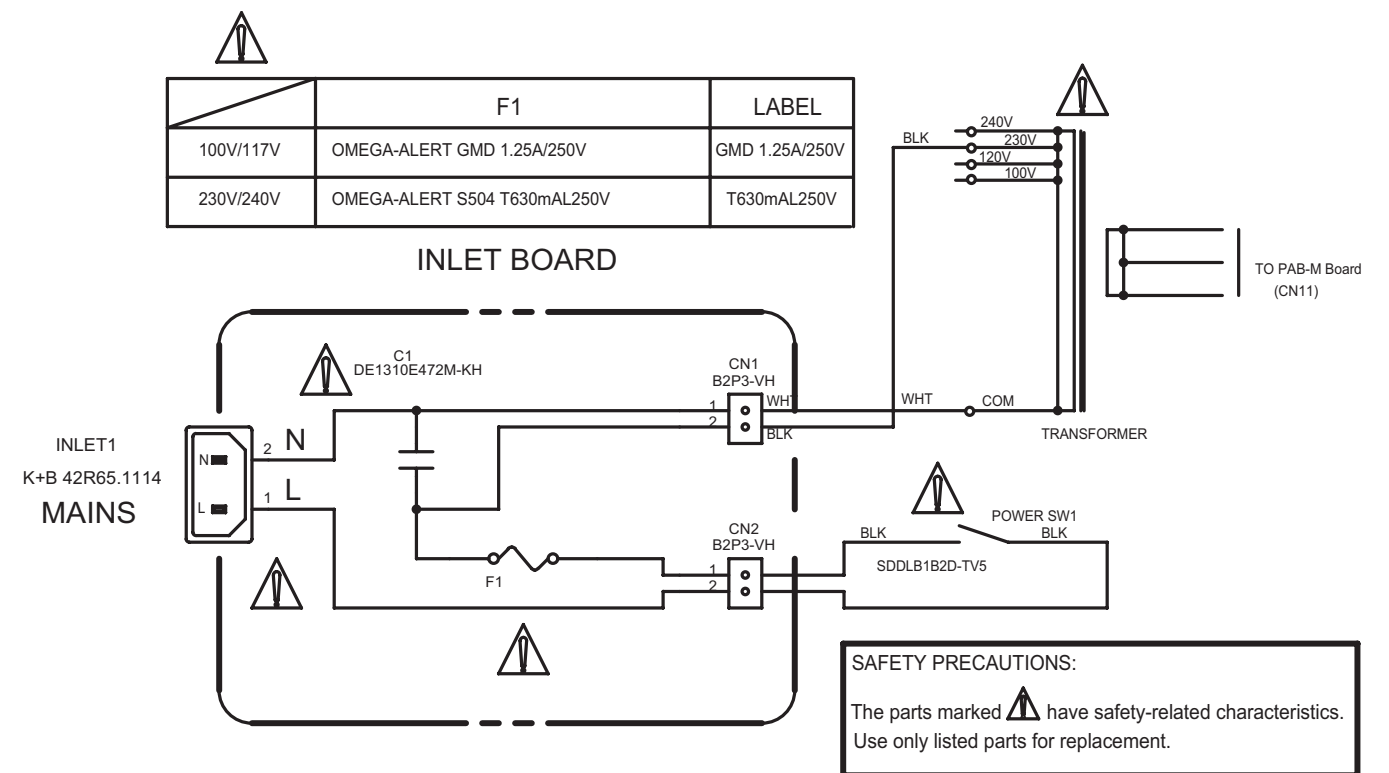 F1
LABEL
100V/117V
OMEGA-ALERT GMD 1.25A/250V
GMD 1.25A/250V
230V/240V
OMEGA-ALERT S504 T630mAL250V
T630mAL250V
INLET BOARD
240V
BLK
230V
120V
100V
TO PAB-M Board
(CN11)
C1
DE1310E472M-KH
CN1
B2P3-VH
1
WHT
WHT
COM
2
BLK
TRANSFORMER
INLET1
K+B 42R65.1114
MAINS
N
2
N
L
1
L
CN2
B2P3-VH
1
2
F1
POWER SW1
BLK
BLK
SDDLB1B2D-TV5
SAFETY PRECAUTIONS:
The parts marked have safety-related characteristics.
Use only listed parts for replacement.